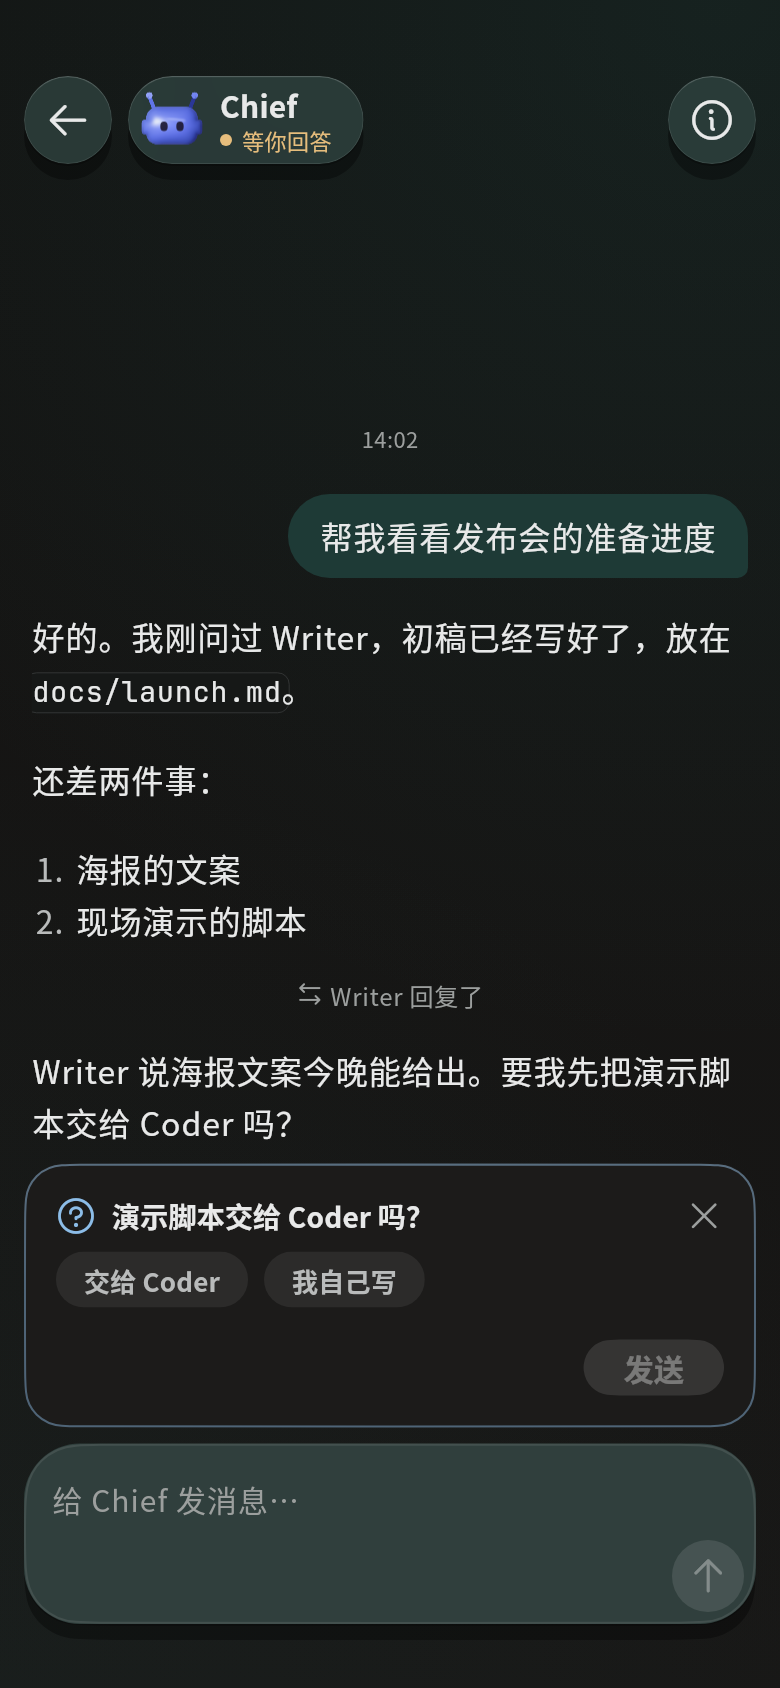 Chief
等你回答
14:02
帮我看看发布会的准备进度
好的。我刚问过 Writer，初稿已经写好了，放在
docs/launch.md。
还差两件事：
1. 海报的文案
2. 现场演示的脚本
Writer 回复了
Writer 说海报文案今晚能给出。要我先把演示脚
本交给 Coder 吗？
演示脚本交给 Coder 吗？
交给 Coder
我自己写
发送
给 Chief 发消息…